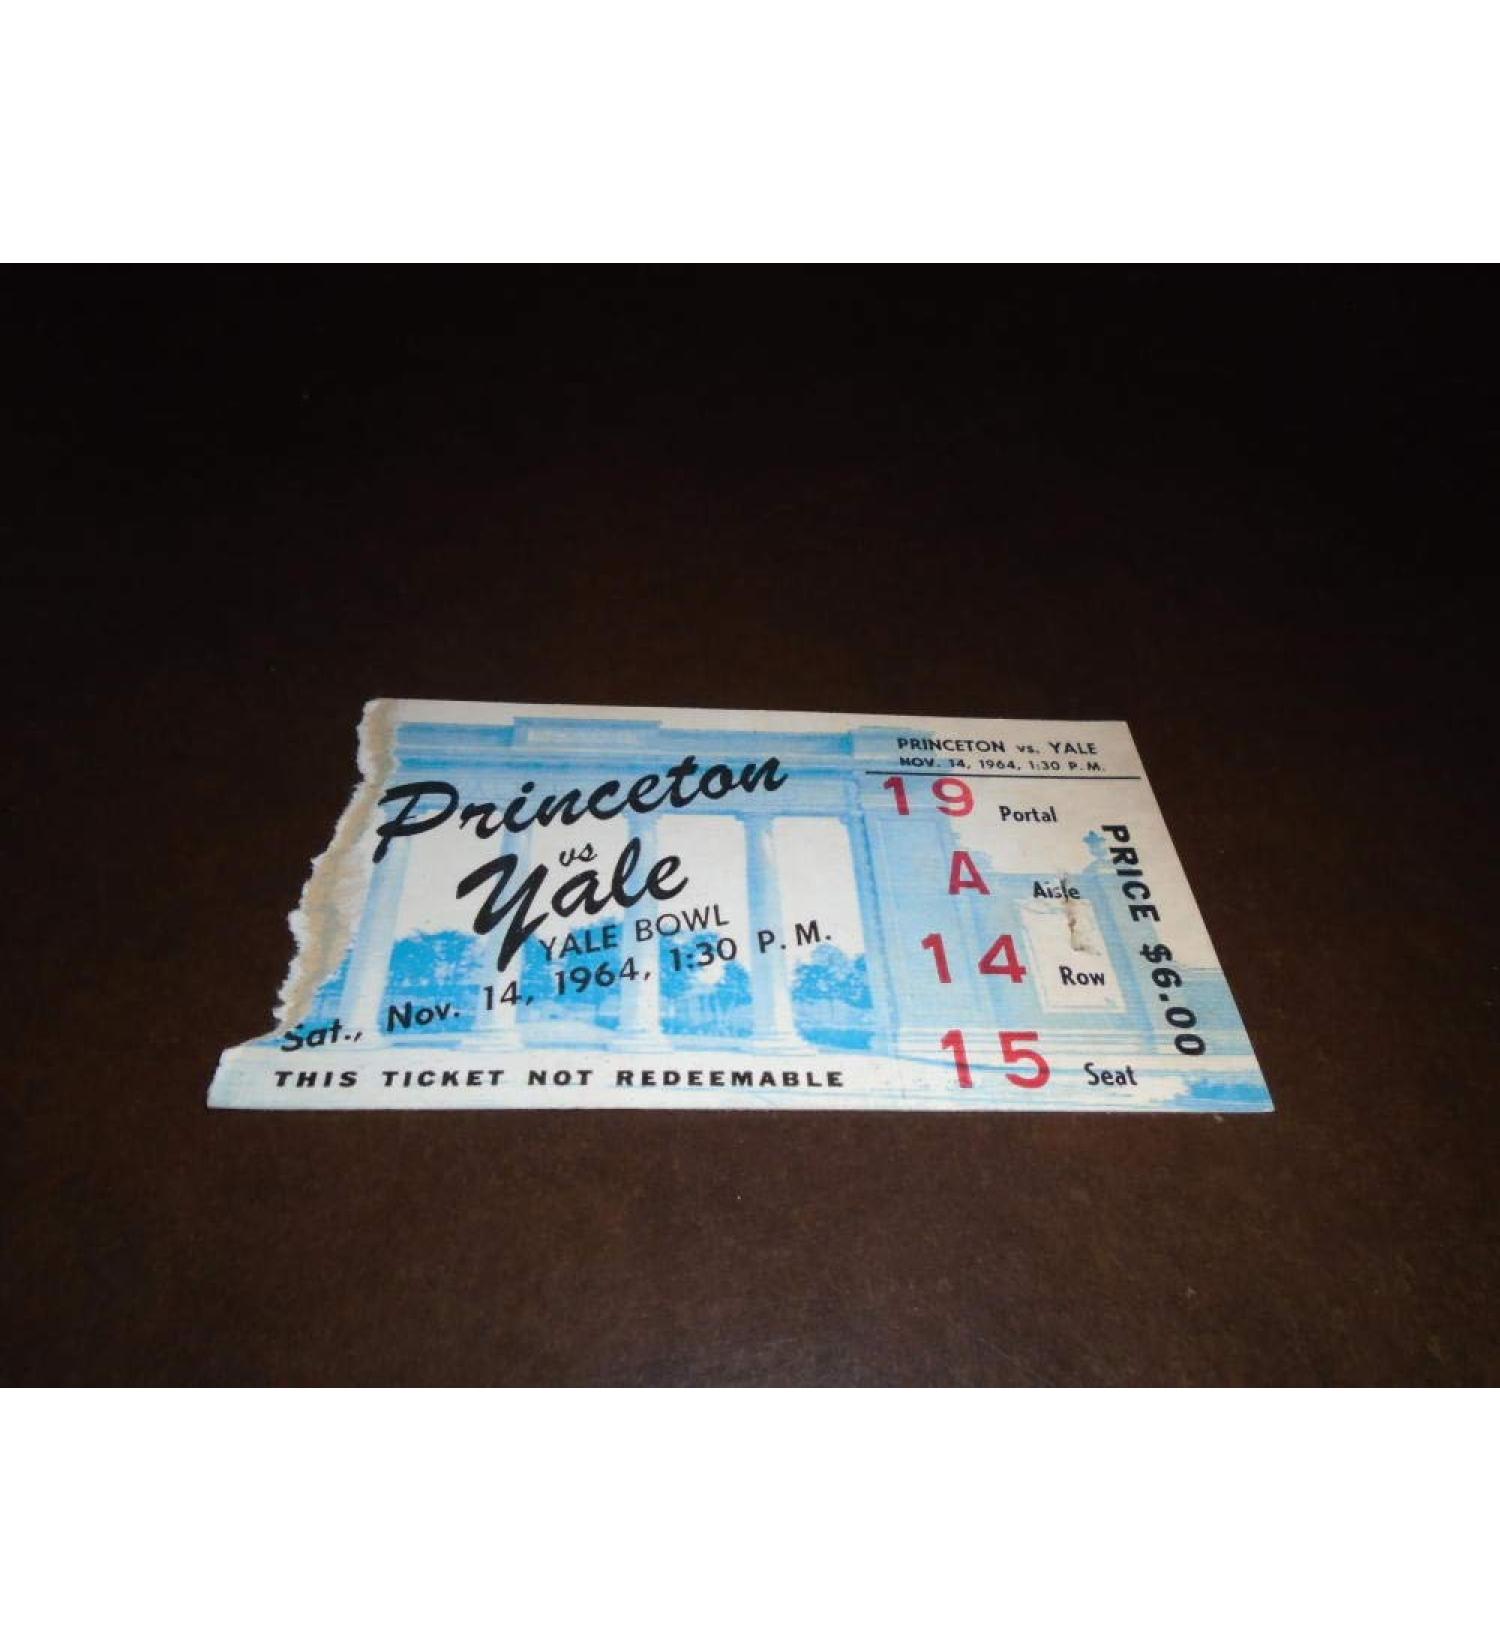 Princeton
vs
Yale
YALE BOWL
Sat., Nov. 14, 1964, 1:30 P.M.
THIS TICKET NOT REDEEMABLE
PRINCETON vs. YALE
NOV. 14, 1964, 1:30 P.M.
19 Portal
A Aisle
14 Row
15 Seat
PRICE $6.00